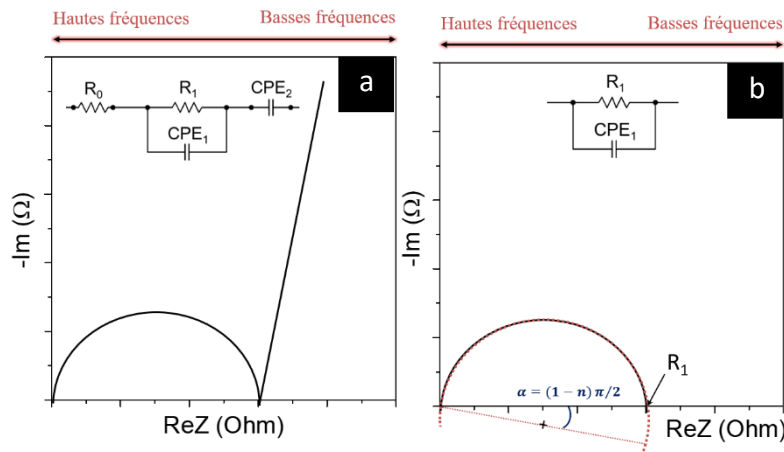 Hautes fréquences Basses fréquences
a
R0 R1 CPE2
CPE1
-Im (Ω)
ReZ (Ohm)
Hautes fréquences Basses fréquences
b
R1
CPE1
-Im (Ω)
R1
α = (1 − n) π/2
ReZ (Ohm)